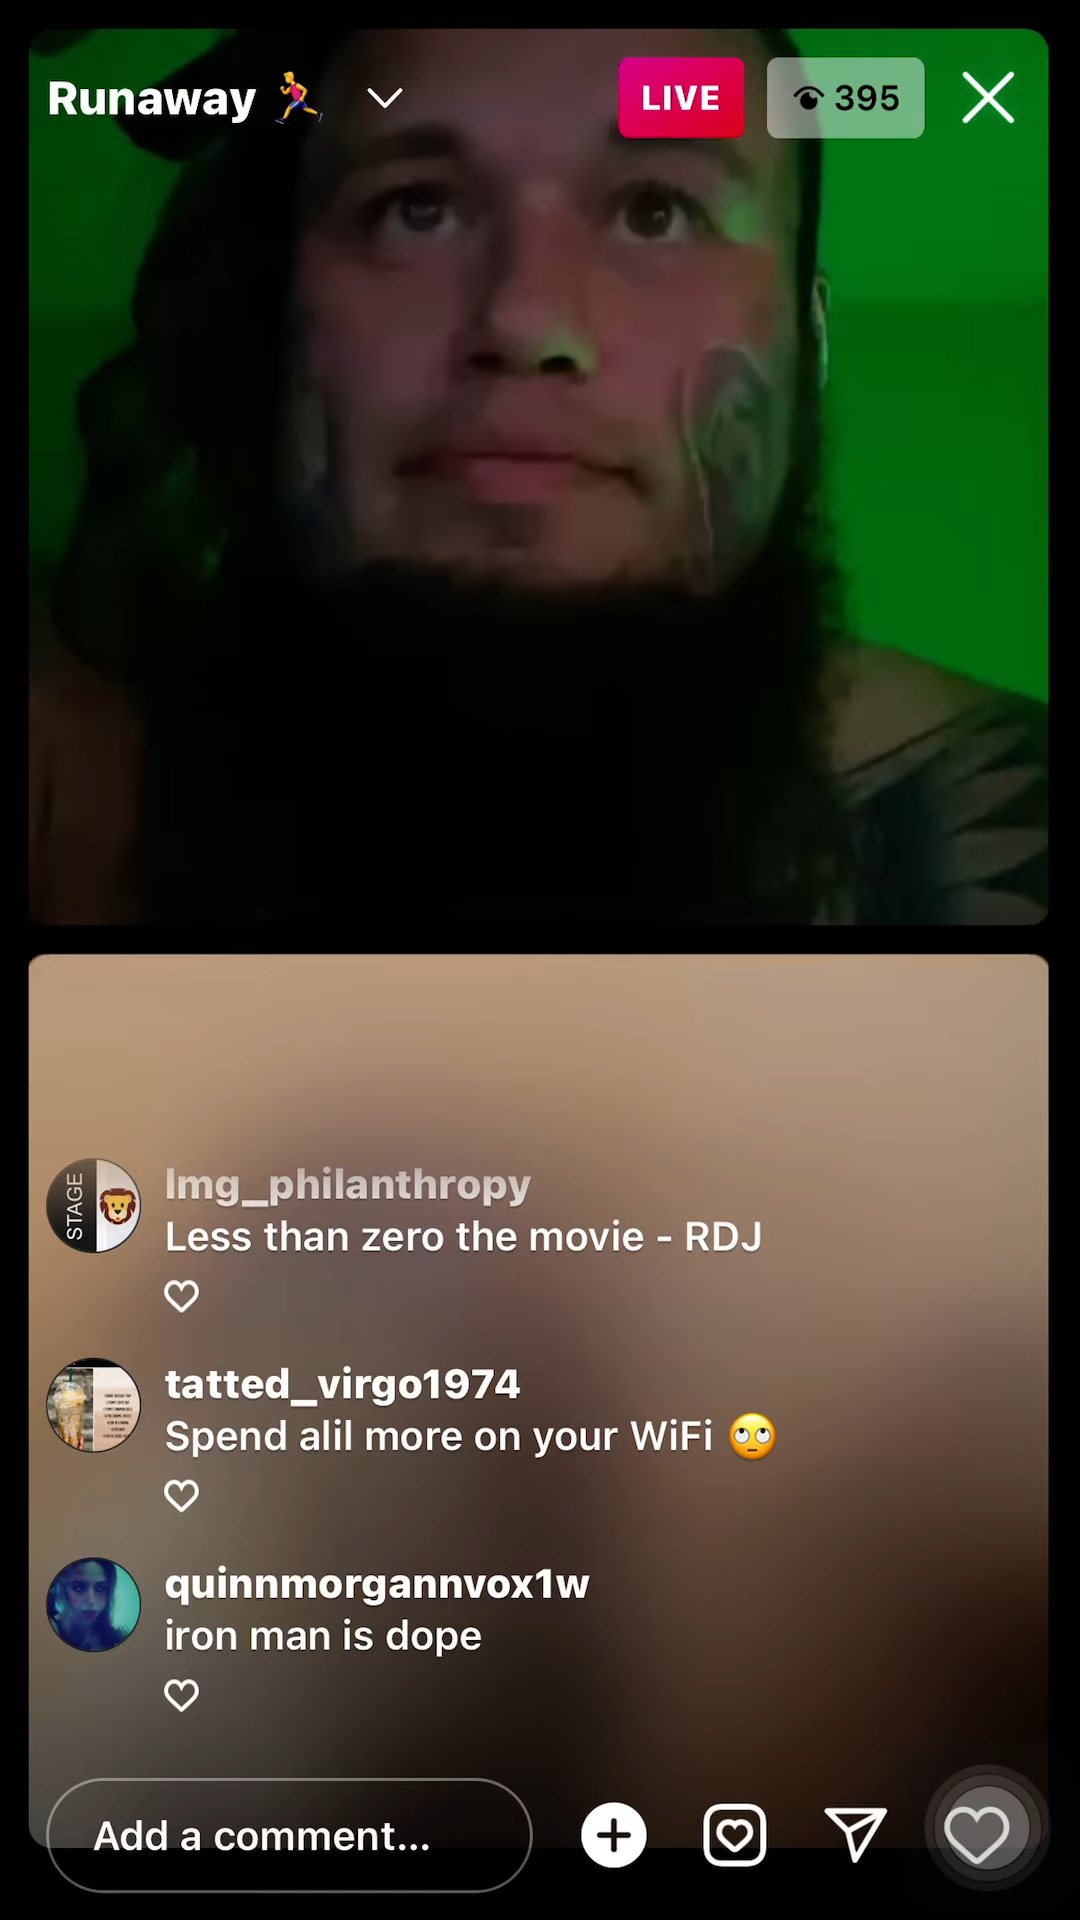 Runaway 🏃
LIVE
395
STAGE
lmg_philanthropy
Less than zero the movie - RDJ
tatted_virgo1974
Spend alil more on your WiFi 🙄
quinnmorgannvox1w
iron man is dope
Add a comment...